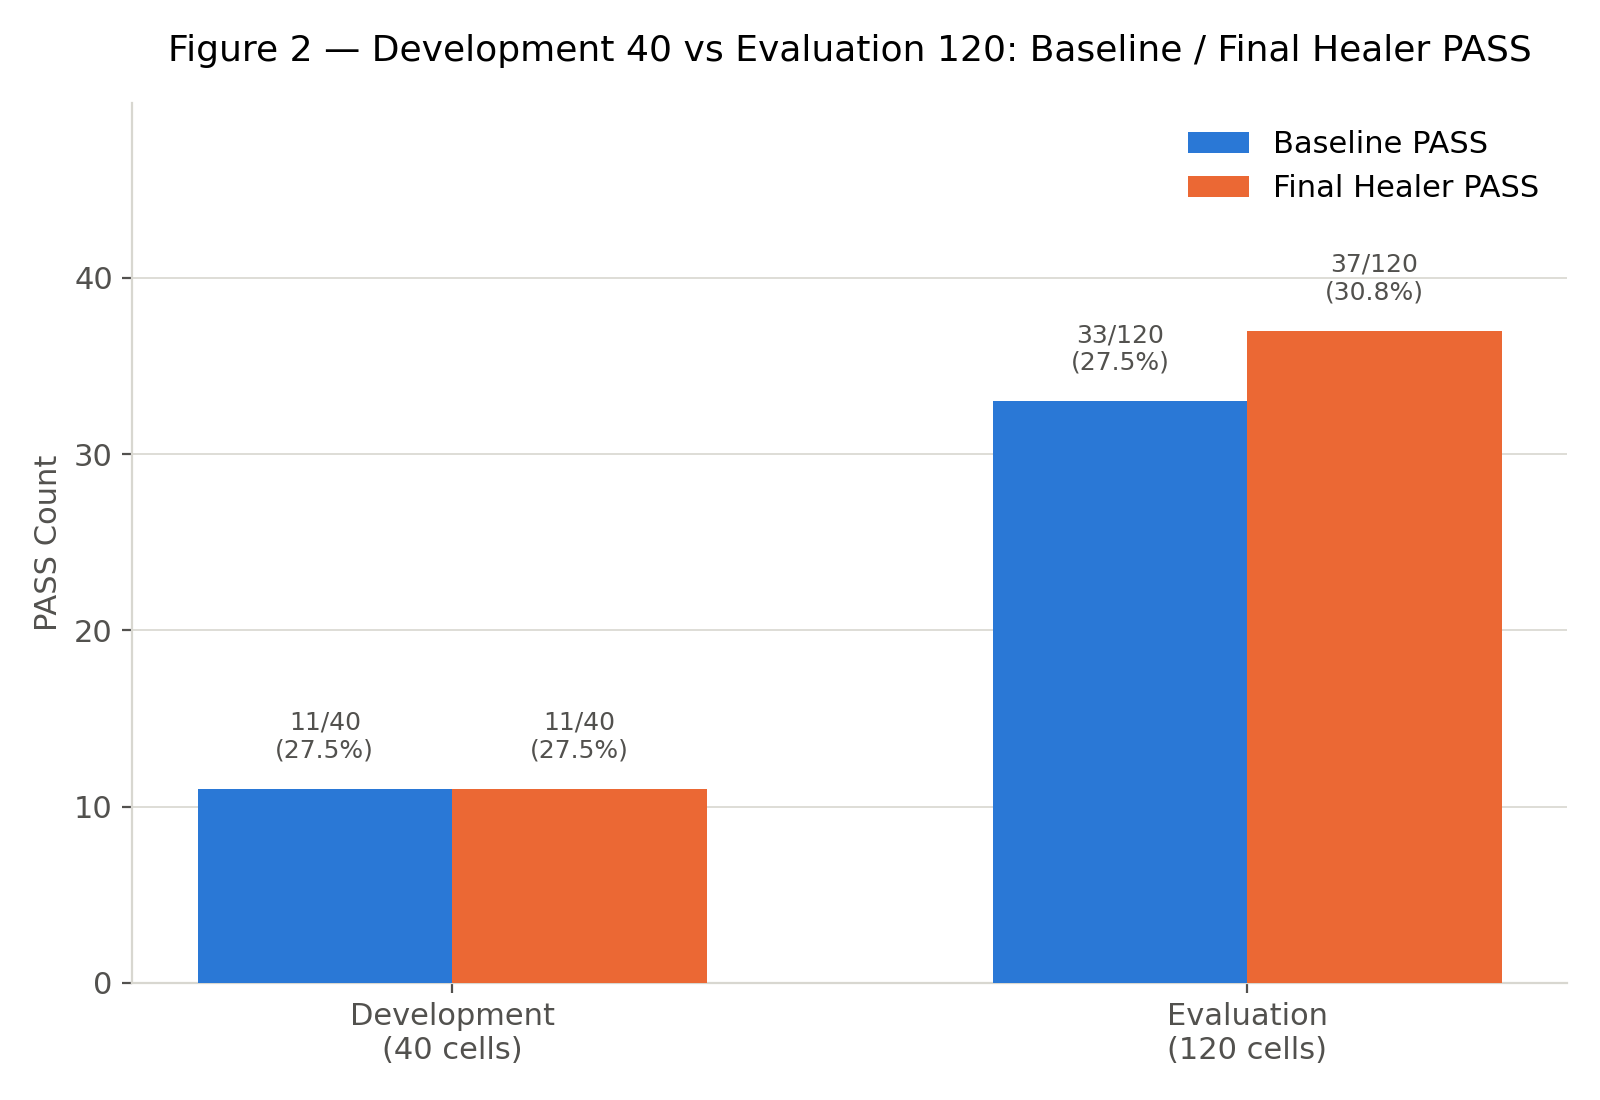 Figure 2 — Development 40 vs Evaluation 120: Baseline / Final Healer PASS
Baseline PASS
Final Healer PASS
PASS Count
40
30
20
10
0
11/40
(27.5%)
11/40
(27.5%)
33/120
(27.5%)
37/120
(30.8%)
Development
(40 cells)
Evaluation
(120 cells)